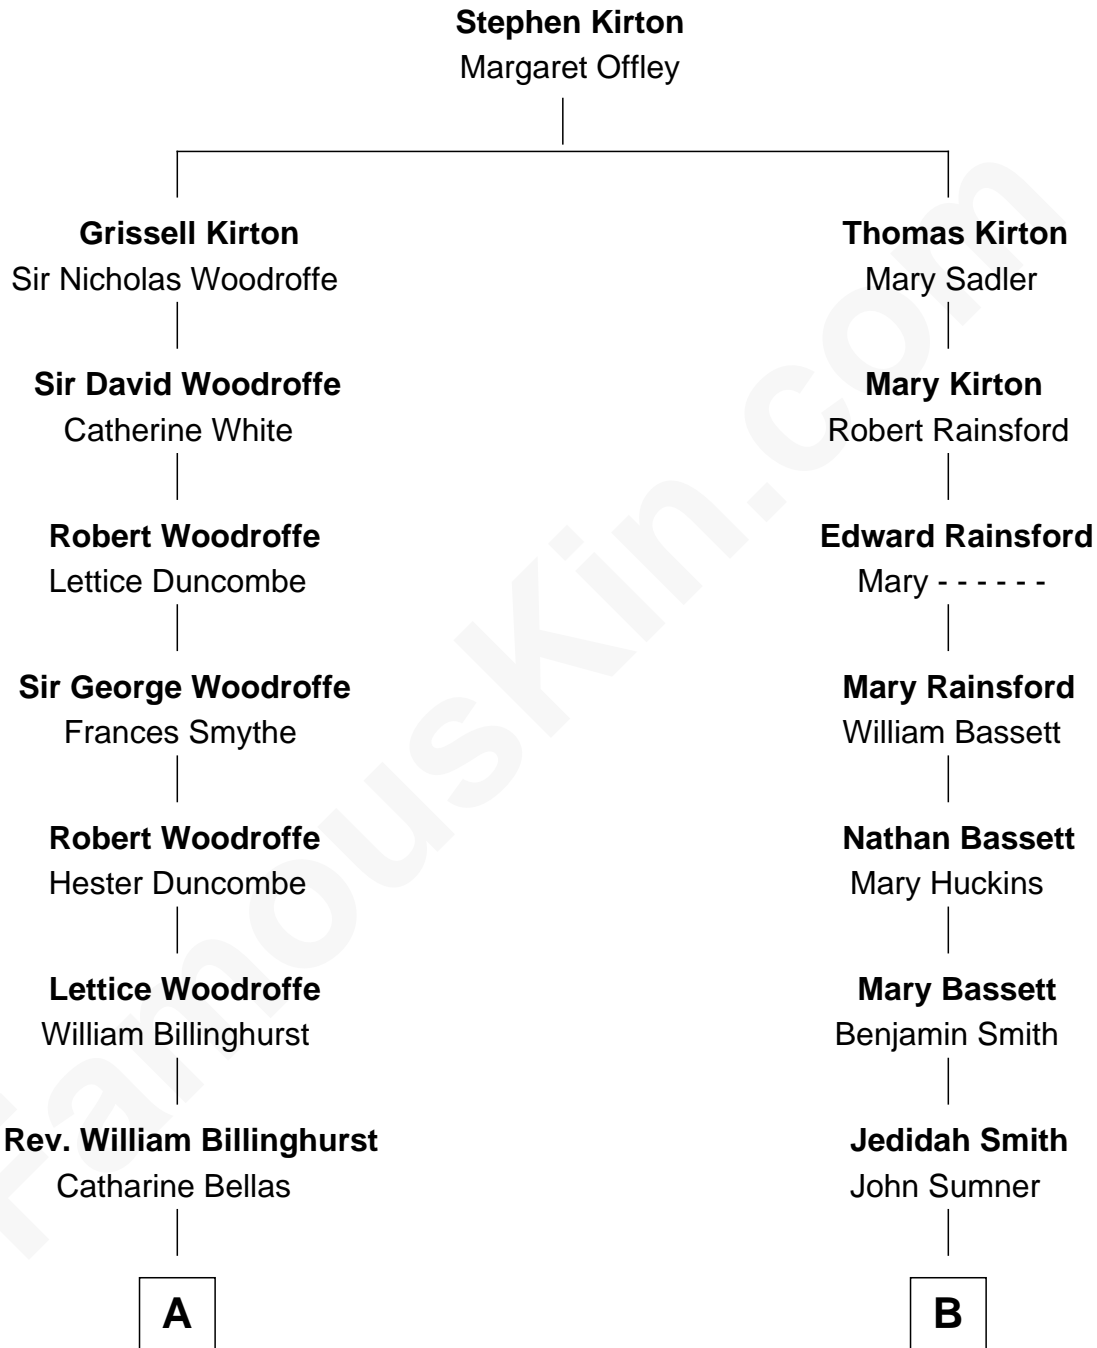 Stephen Kirton
Margaret Offley
Grissell Kirton
Sir Nicholas Woodroffe
Thomas Kirton
Mary Sadler
Sir David Woodroffe
Catherine White
Mary Kirton
Robert Rainsford
Robert Woodroffe
Lettice Duncombe
Edward Rainsford
Mary - - - - - -
Sir George Woodroffe
Frances Smythe
Mary Rainsford
William Bassett
Robert Woodroffe
Hester Duncombe
Nathan Bassett
Mary Huckins
Lettice Woodroffe
William Billinghurst
Mary Bassett
Benjamin Smith
Rev. William Billinghurst
Catharine Bellas
Jedidah Smith
John Sumner
A
B
FamousKin.com